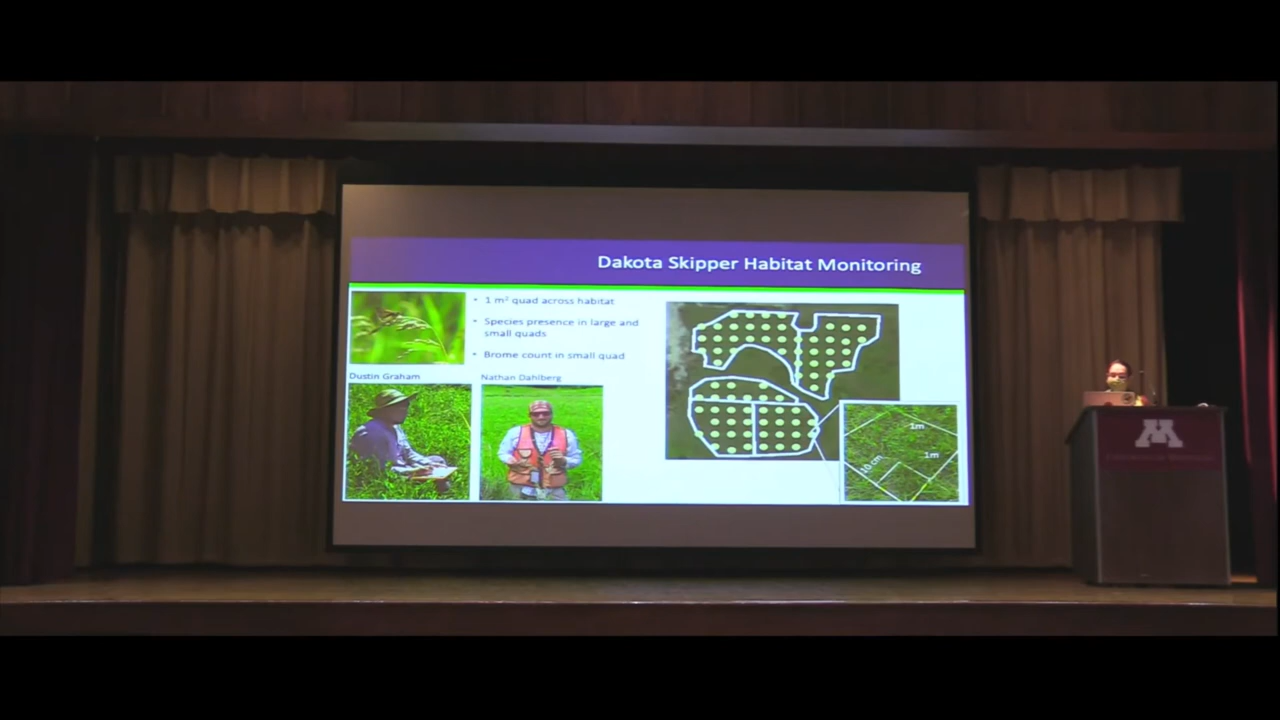 Dakota Skipper Habitat Monitoring
• 1 m² quad across habitat
• Species presence in large and
small quads
• Brome count in small quad
Dustin Graham
Nathan Dahlberg
1m
1m
10 cm
M